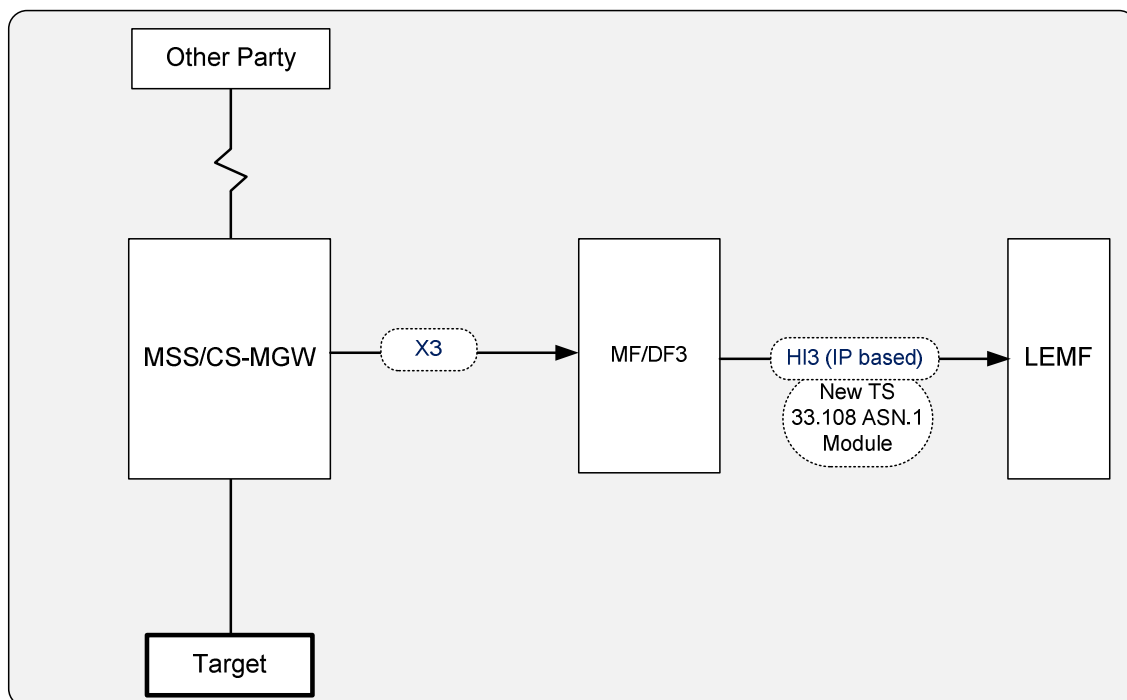 Other Party
MSS/CS-MGW
X3
MF/DF3
HI3 (IP based)
New TS
33.108 ASN.1
Module
LEMF
Target